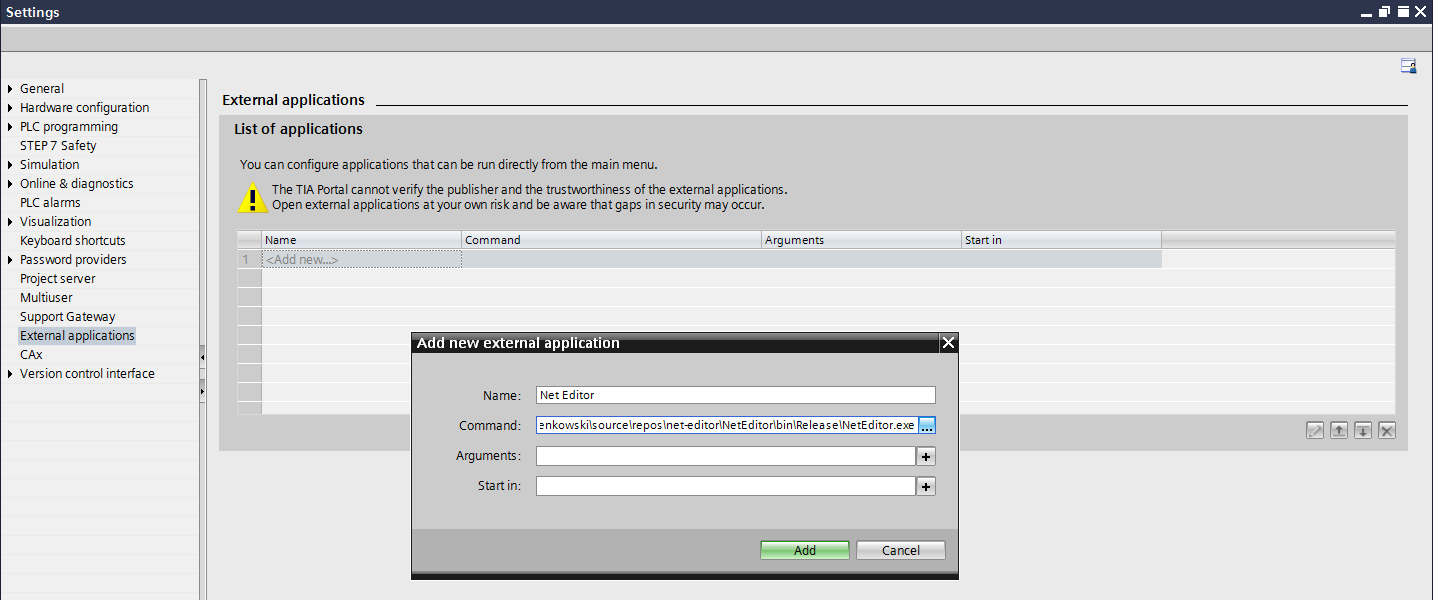 Settings
General
Hardware configuration
PLC programming
STEP 7 Safety
Simulation
Online & diagnostics
PLC alarms
Visualization
Keyboard shortcuts
Password providers
Project server
Multiuser
Support Gateway
External applications
CAx
Version control interface
External applications
List of applications
You can configure applications that can be run directly from the main menu.
The TIA Portal cannot verify the publisher and the trustworthiness of the external applications.
Open external applications at your own risk and be aware that gaps in security may occur.
Name Command Arguments Start in
1 <Add new...>
Add new external application
Name: Net Editor
Command: enkowski\source\repos\net-editor\NetEditor\bin\Release\NetEditor.exe ...
Arguments: +
Start in: +
Add Cancel